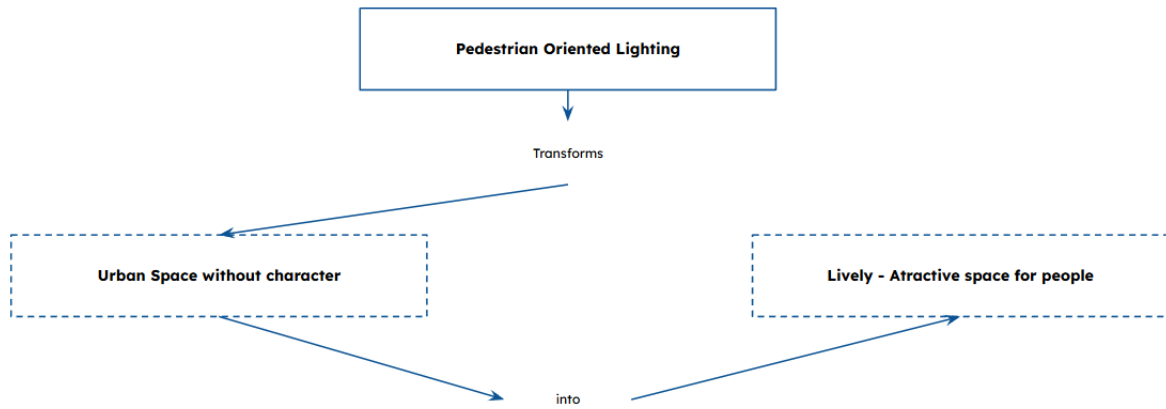 Pedestrian Oriented Lighting
Transforms
Urban Space without character
Lively - Atractive space for people
into